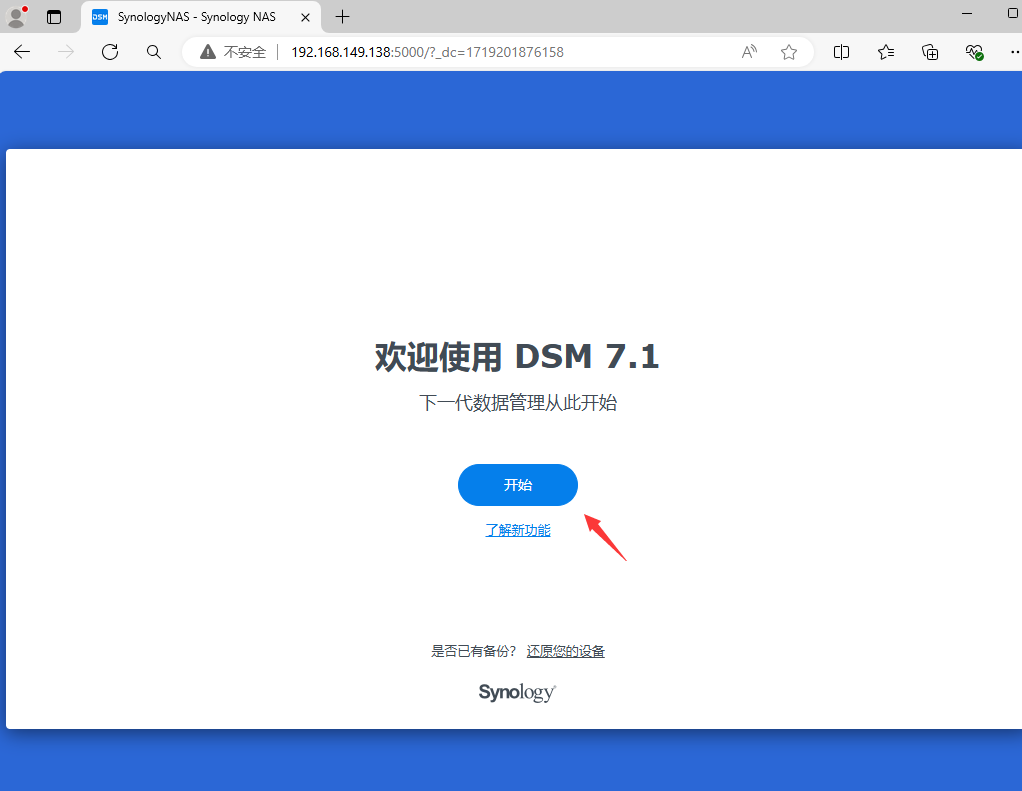 DSM SynologyNAS - Synology NAS
不安全 192.168.149.138:5000/?_dc=1719201876158
欢迎使用 DSM 7.1
下一代数据管理从此开始
开始
了解新功能
是否已有备份? 还原您的设备
Synology